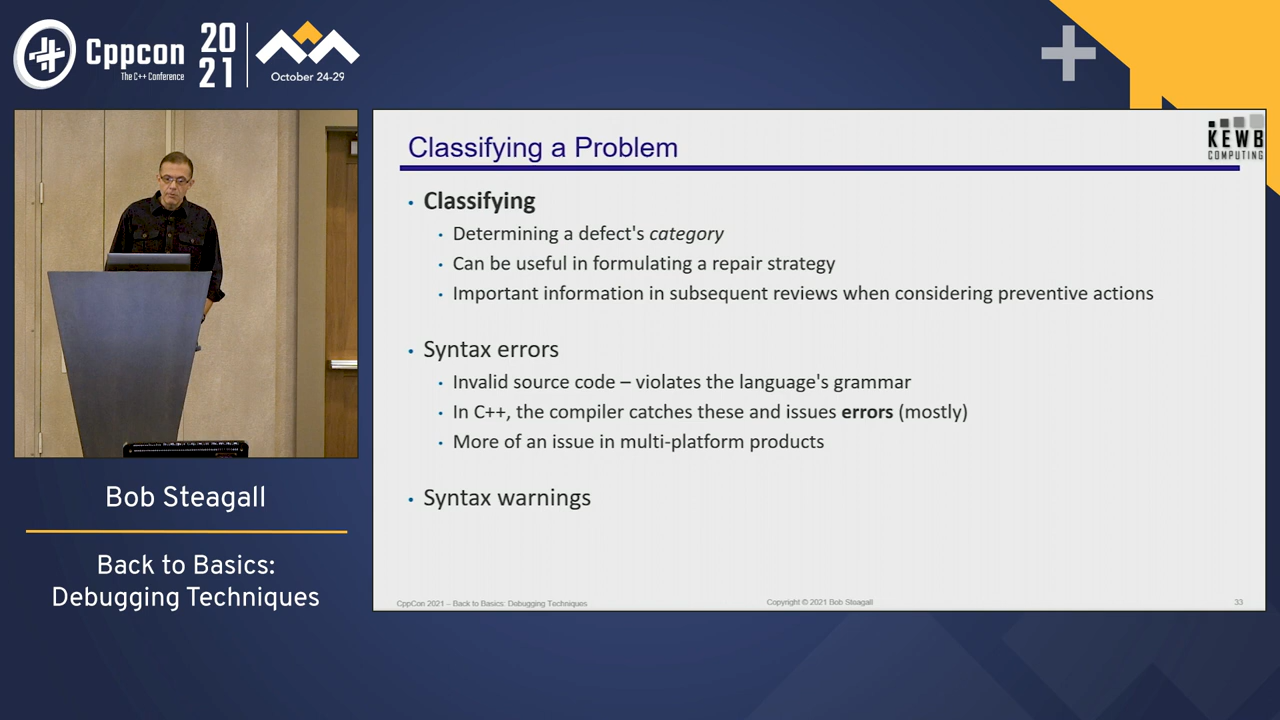 Cppcon
The C++ Conference
20
21
October 24-29
Bob Steagall
Back to Basics:
Debugging Techniques
KEWB
COMPUTING
Classifying a Problem
• Classifying
• Determining a defect's category
• Can be useful in formulating a repair strategy
• Important information in subsequent reviews when considering preventive actions
• Syntax errors
• Invalid source code – violates the language's grammar
• In C++, the compiler catches these and issues errors (mostly)
• More of an issue in multi-platform products
• Syntax warnings
CppCon 2021 – Back to Basics: Debugging Techniques
Copyright © 2021 Bob Steagall
33